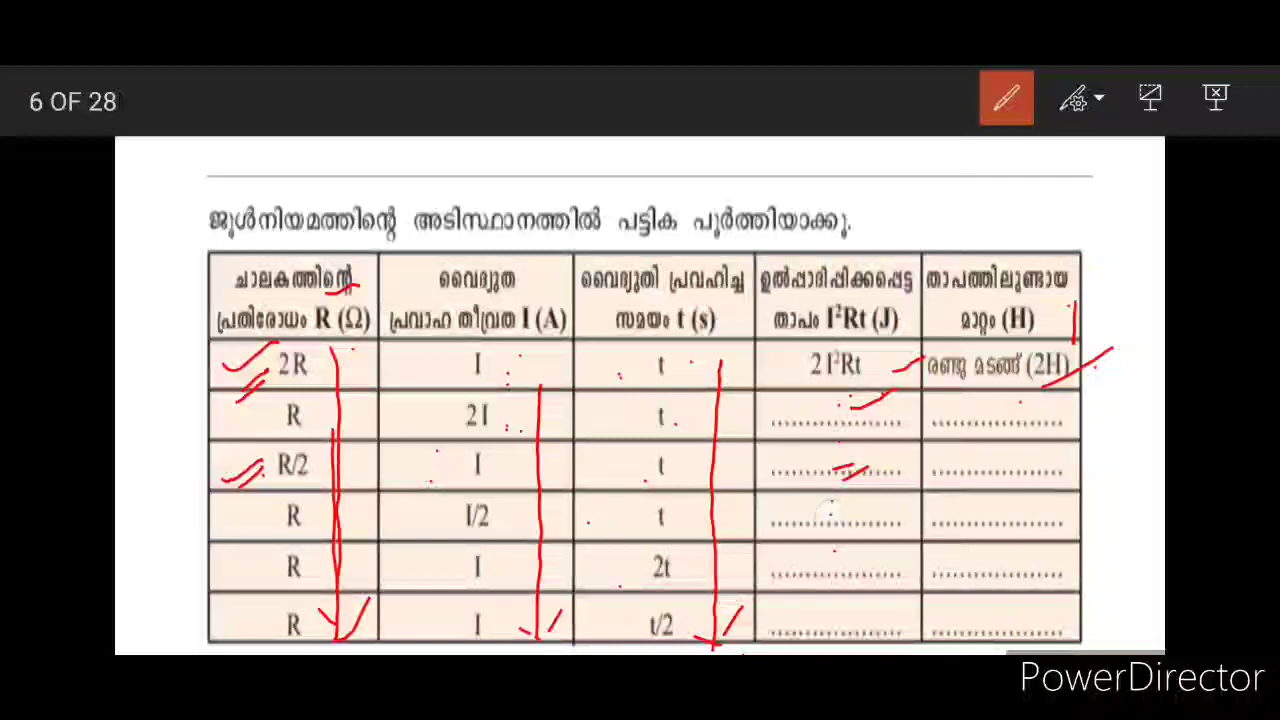 6 OF 28
ജൂൾനിയമത്തിന്റെ അടിസ്ഥാനത്തിൽ പട്ടിക പൂർത്തിയാക്കൂ.
ചാലകത്തിന്റെ പ്രതിരോധം R (Ω) വൈദ്യുത പ്രവാഹ തീവ്രത I (A) വൈദ്യുതി പ്രവഹിച്ച സമയം t (s) ഉൽപ്പാദിപ്പിക്കപ്പെട്ട താപം I²Rt (J) താപത്തിലുണ്ടായ മാറ്റം (H)
2R I t 2 I²Rt രണ്ടു മടങ്ങ് (2H)
R 2 I t .................... ....................
R/2 I t .................... ....................
R I/2 t .................... ....................
R I 2t .................... ....................
R I t/2 .................... ....................
PowerDirector